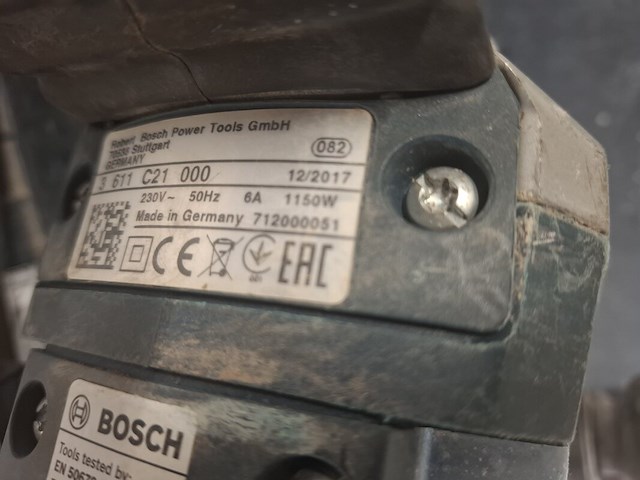 Robert Bosch Power Tools GmbH
70538 Stuttgart
GERMANY
082
3 611 C21 000
12/2017
230V~ 50Hz 6A 1150W
Made in Germany 712000051
CE
EAC
BOSCH
Tools tested by: